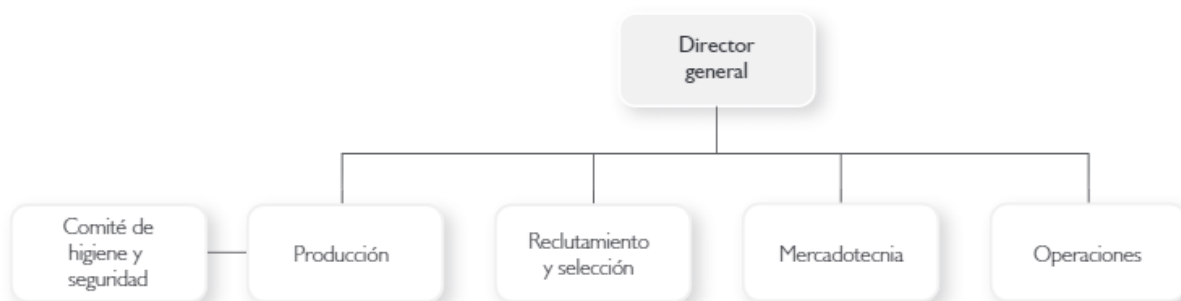 Director
general
Comité de
higiene y
seguridad
Producción
Reclutamiento
y selección
Mercadotecnia
Operaciones